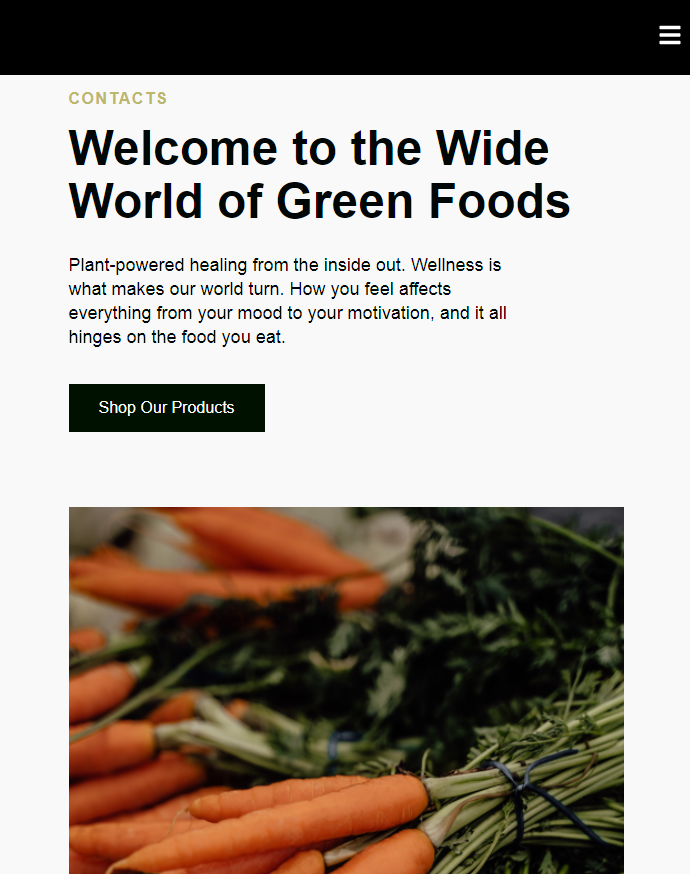 CONTACTS
Welcome to the Wide
World of Green Foods
Plant-powered healing from the inside out. Wellness is
what makes our world turn. How you feel affects
everything from your mood to your motivation, and it all
hinges on the food you eat.
Shop Our Products